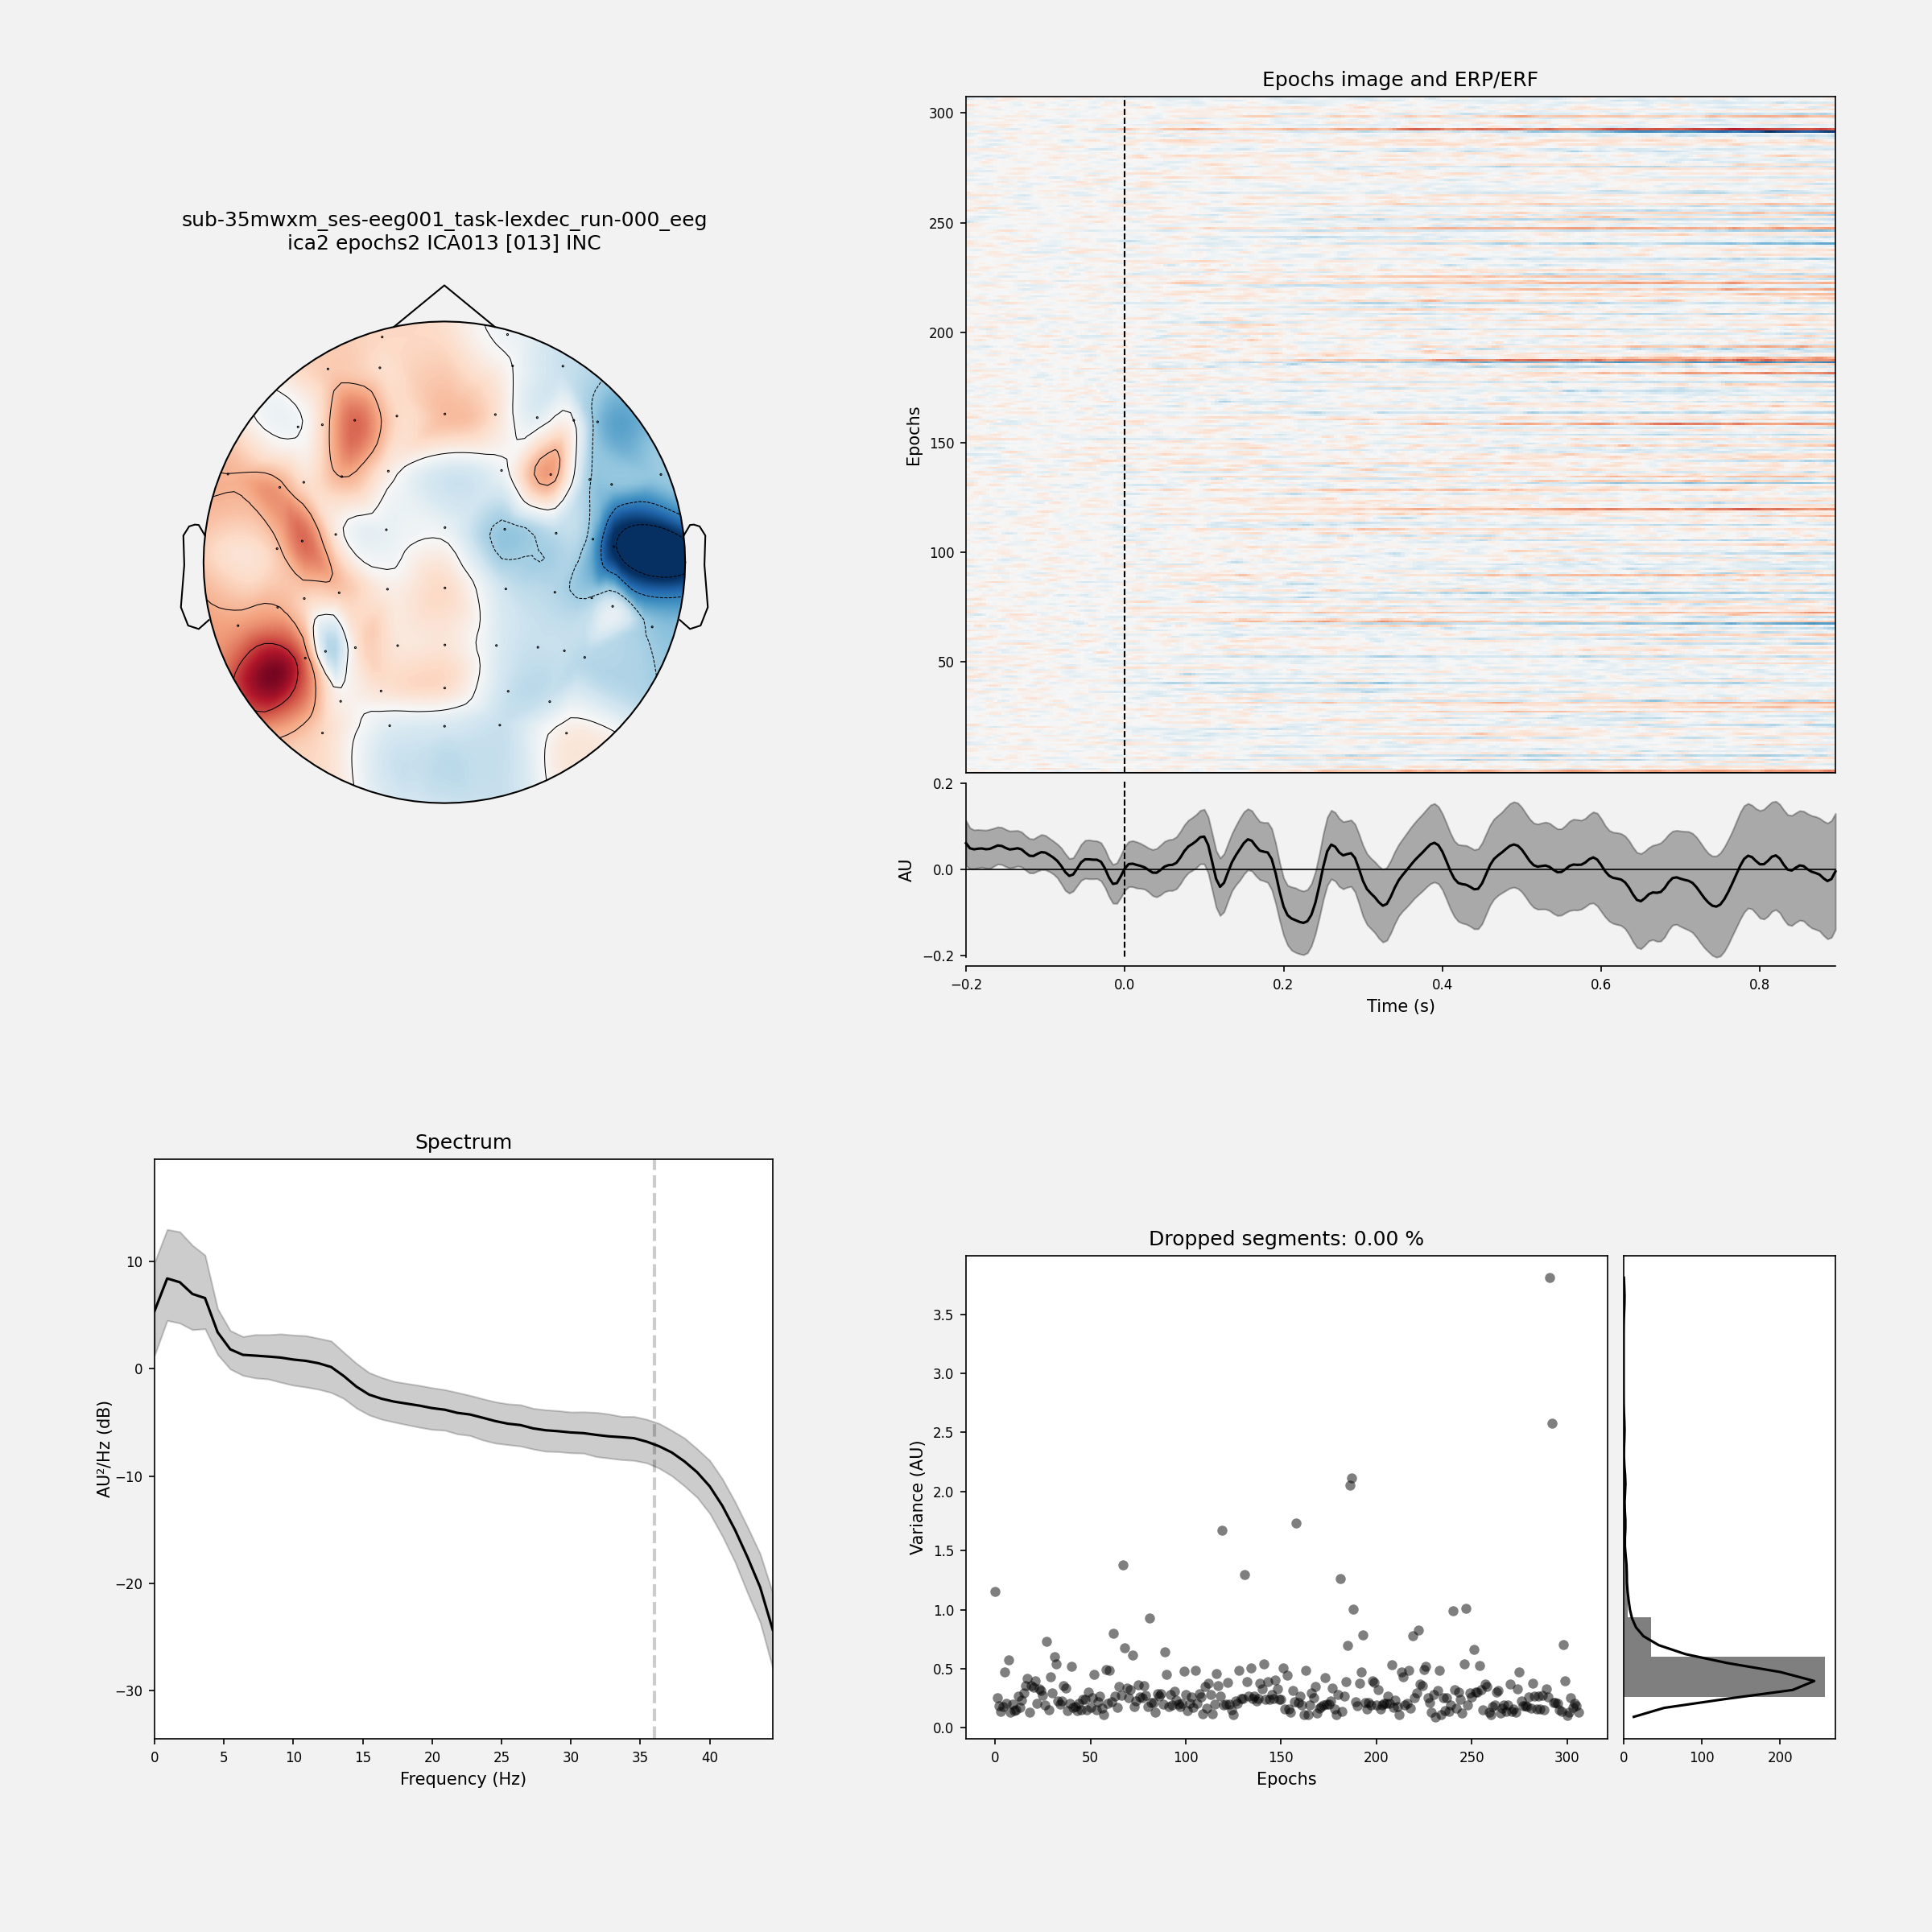 sub-35mwxm_ses-eeg001_task-lexdec_run-000_eeg
ica2 epochs2 ICA013 [013] INC
Epochs image and ERP/ERF
300
250
200
150
100
50
Epochs
0.2
0.0
−0.2
AU
−0.2 0.0 0.2 0.4 0.6 0.8
Time (s)
Spectrum
10
0
−10
−20
−30
AU²/Hz (dB)
0 5 10 15 20 25 30 35 40
Frequency (Hz)
Dropped segments: 0.00 %
3.5
3.0
2.5
2.0
1.5
1.0
0.5
0.0
Variance (AU)
0 50 100 150 200 250 300
Epochs
0 100 200